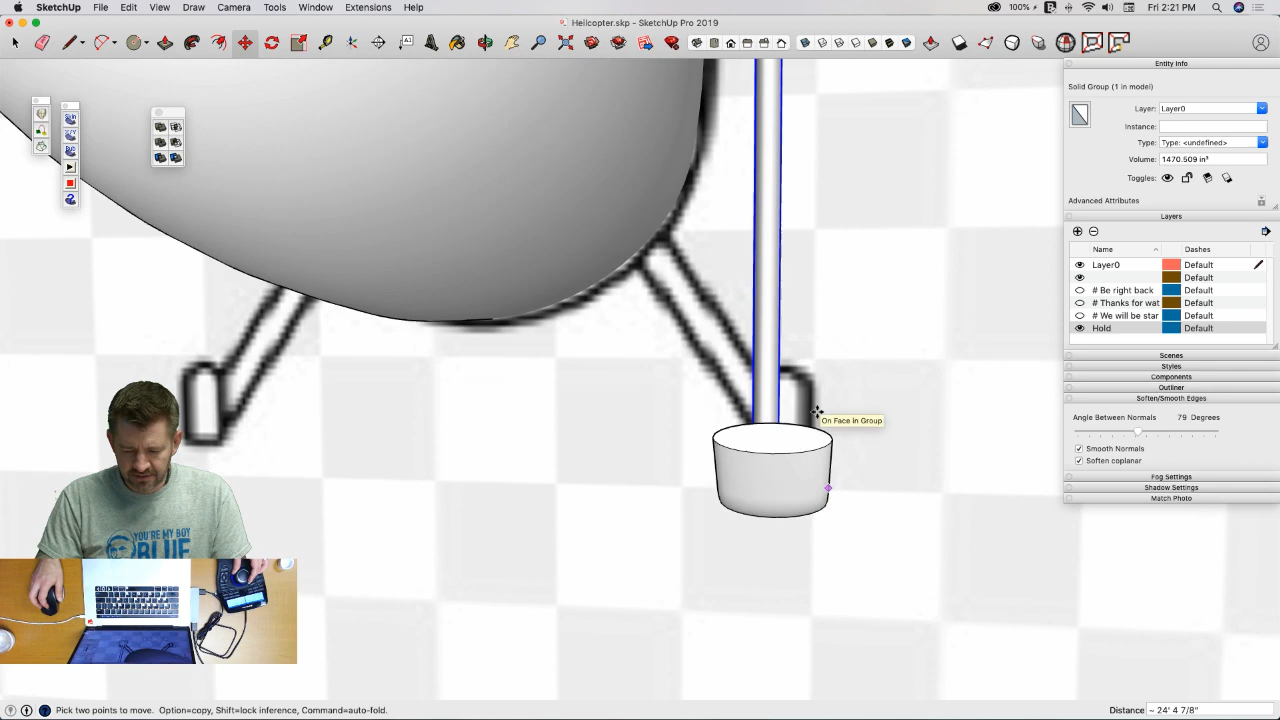 SketchUp File Edit View Draw Camera Tools Window Extensions Help 100% Fri 2:21 PM
Helicopter.skp - SketchUp Pro 2019
Entity Info
Solid Group (1 in model)
Layer: Layer0
Instance:
Type: Type: <undefined>
Volume: 1470.509 in³
Toggles:
Advanced Attributes
Layers
Name Dashes
Layer0 Default
Default
# Be right back Default
# Thanks for wat Default
# We will be star Default
Hold Default
Scenes
Styles
Components
Outliner
Soften/Smooth Edges
Angle Between Normals 79 Degrees
Smooth Normals
Soften coplanar
Fog Settings
Shadow Settings
Match Photo
On Face in Group
YOU'RE MY BOY
BLUE
Pick two points to move. Option=copy, Shift=lock inference, Command=auto-fold.
Distance ~ 24' 4 7/8"